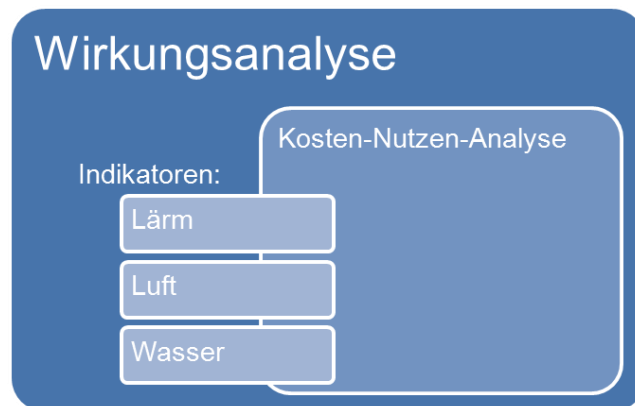 Wirkungsanalyse
Kosten-Nutzen-Analyse
Indikatoren:
Lärm
Luft
Wasser